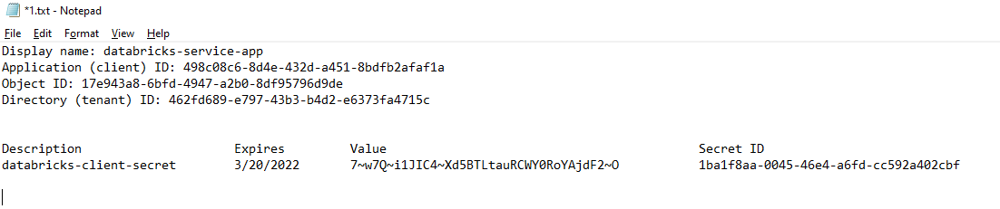 *1.txt - Notepad
File Edit Format View Help
Display name: databricks-service-app
Application (client) ID: 498c08c6-8d4e-432d-a451-8bdfb2afaf1a
Object ID: 17e943a8-6bfd-4947-a2b0-8df95796d9de
Directory (tenant) ID: 462fd689-e797-43b3-b4d2-e6373fa4715c
Description Expires Value Secret ID
databricks-client-secret 3/20/2022 7~w7Q~i1JIC4~Xd5BTLtauRCWY0RoYAjdF2~O 1ba1f8aa-0045-46e4-a6fd-cc592a402cbf